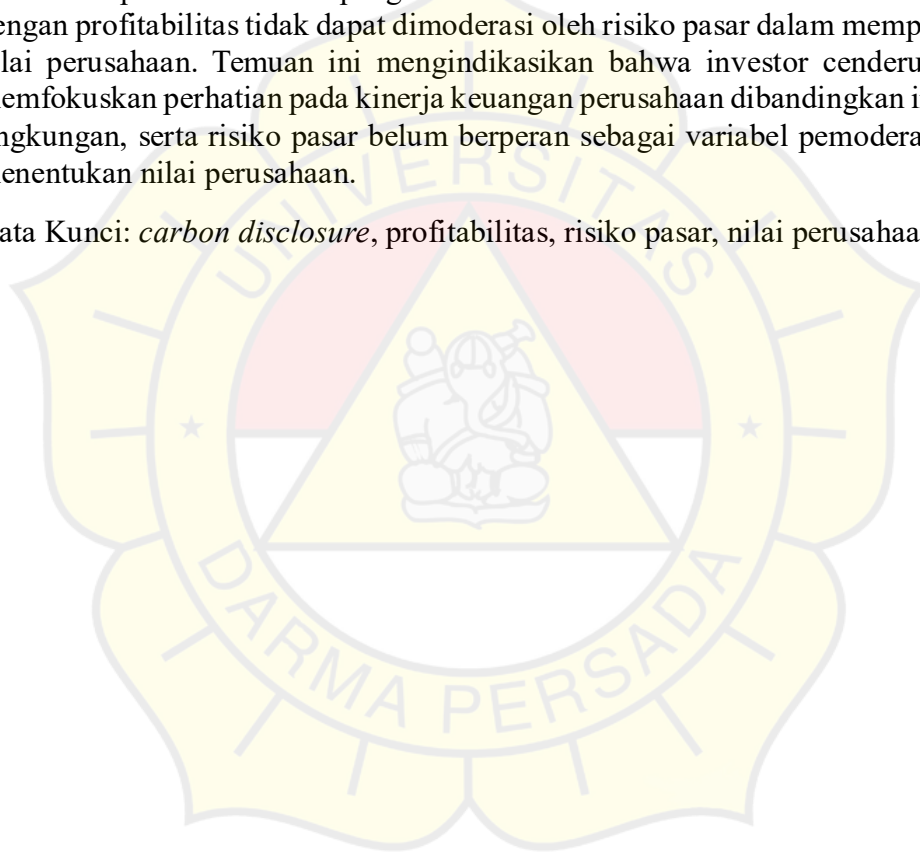 engan profitabilitas tidak dapat dimoderasi oleh risiko pasar dalam memp
lai perusahaan. Temuan ini mengindikasikan bahwa investor cenderu
emfokuskan perhatian pada kinerja keuangan perusahaan dibandingkan i
ngkungan, serta risiko pasar belum berperan sebagai variabel pemodera
enentukan nilai perusahaan.
ata Kunci: carbon disclosure, profitabilitas, risiko pasar, nilai perusahaa
UNIVERSITAS
DARMA PERSADA